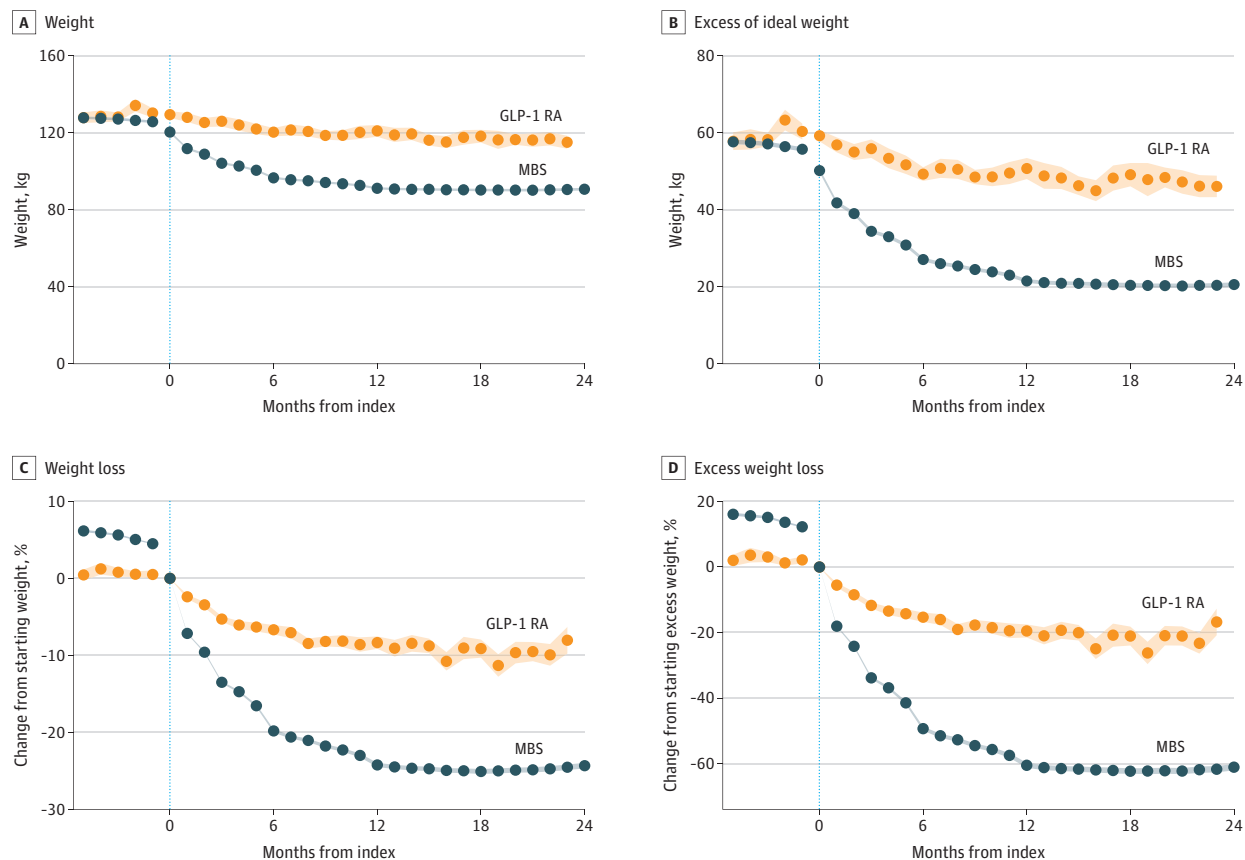 A Weight
160
120
80
40
0
Weight, kg
GLP-1 RA
MBS
0 6 12 18 24
Months from index
B Excess of ideal weight
80
60
40
20
0
Weight, kg
GLP-1 RA
MBS
0 6 12 18 24
Months from index
C Weight loss
10
0
-10
-20
-30
Change from starting weight, %
GLP-1 RA
MBS
0 6 12 18 24
Months from index
D Excess weight loss
20
0
-20
-40
-60
Change from starting excess weight, %
GLP-1 RA
MBS
0 6 12 18 24
Months from index